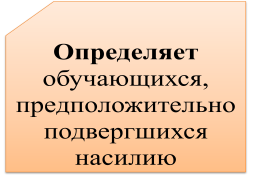 Определяет
обучающихся,
предположительно
подвергшихся
насилию